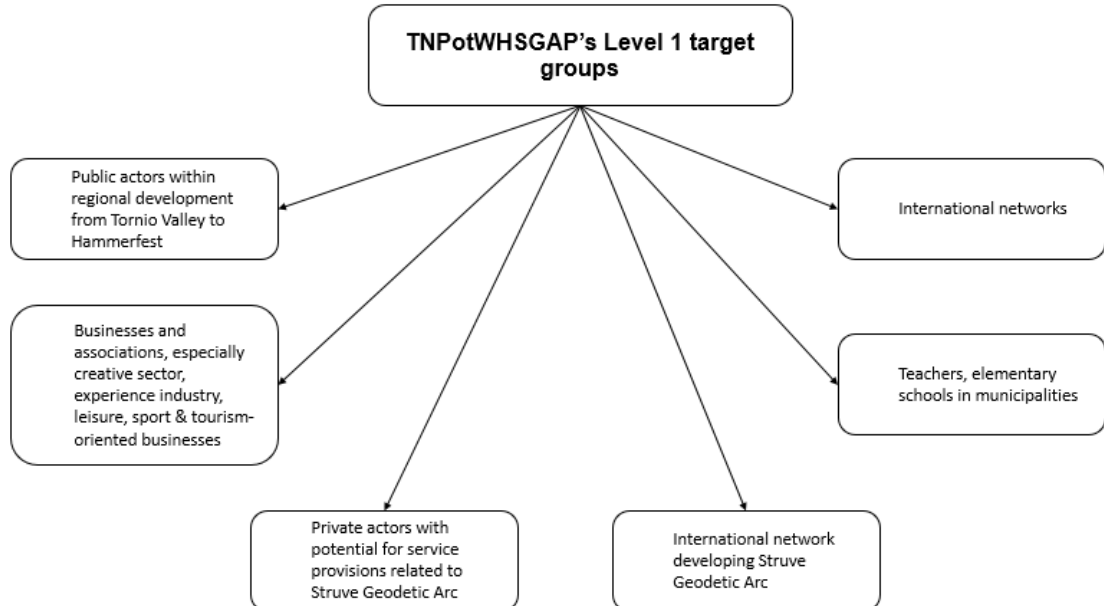 TNPotWHSGAP's Level 1 target
groups
Public actors within
regional development
from Tornio Valley to
Hammerfest
International networks
Businesses and
associations, especially
creative sector,
experience industry,
leisure, sport & tourism-
oriented businesses
Teachers, elementary
schools in municipalities
Private actors with
potential for service
provisions related to
Struve Geodetic Arc
International network
developing Struve
Geodetic Arc